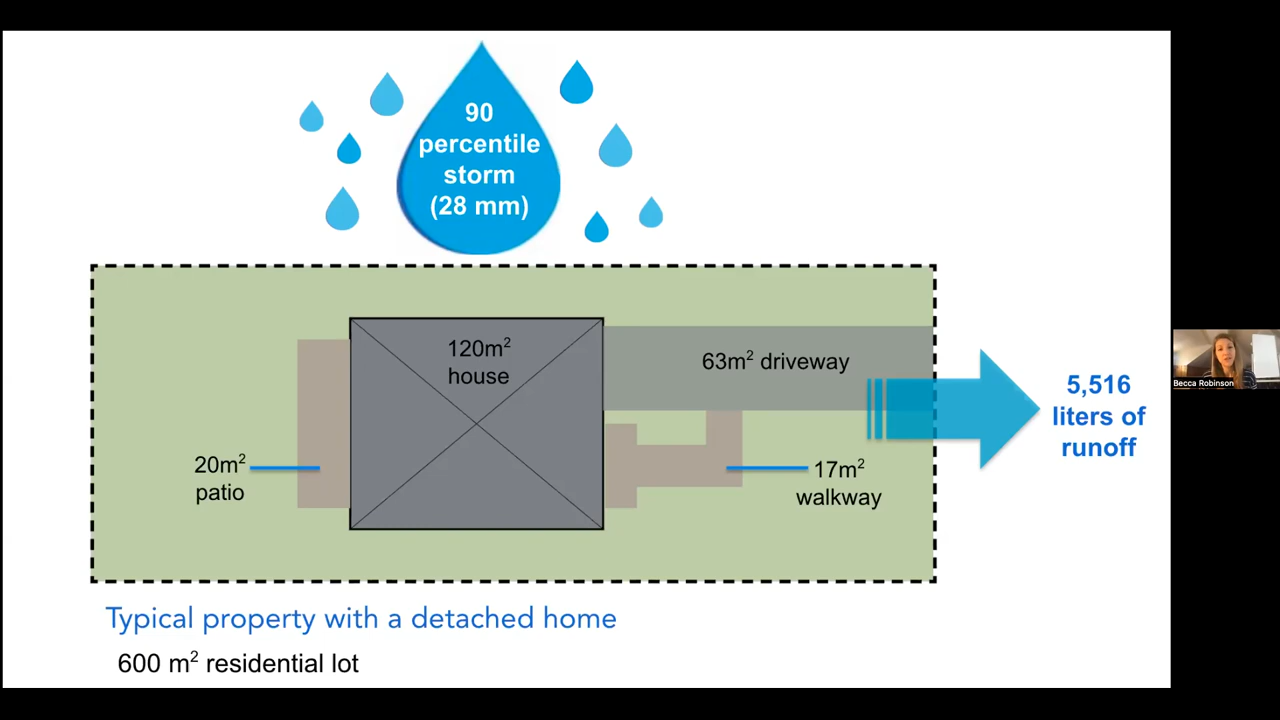 90
percentile
storm
(28 mm)
120m²
house
63m² driveway
5,516
liters of
runoff
20m²
patio
17m²
walkway
Typical property with a detached home
600 m² residential lot
Becca Robinson